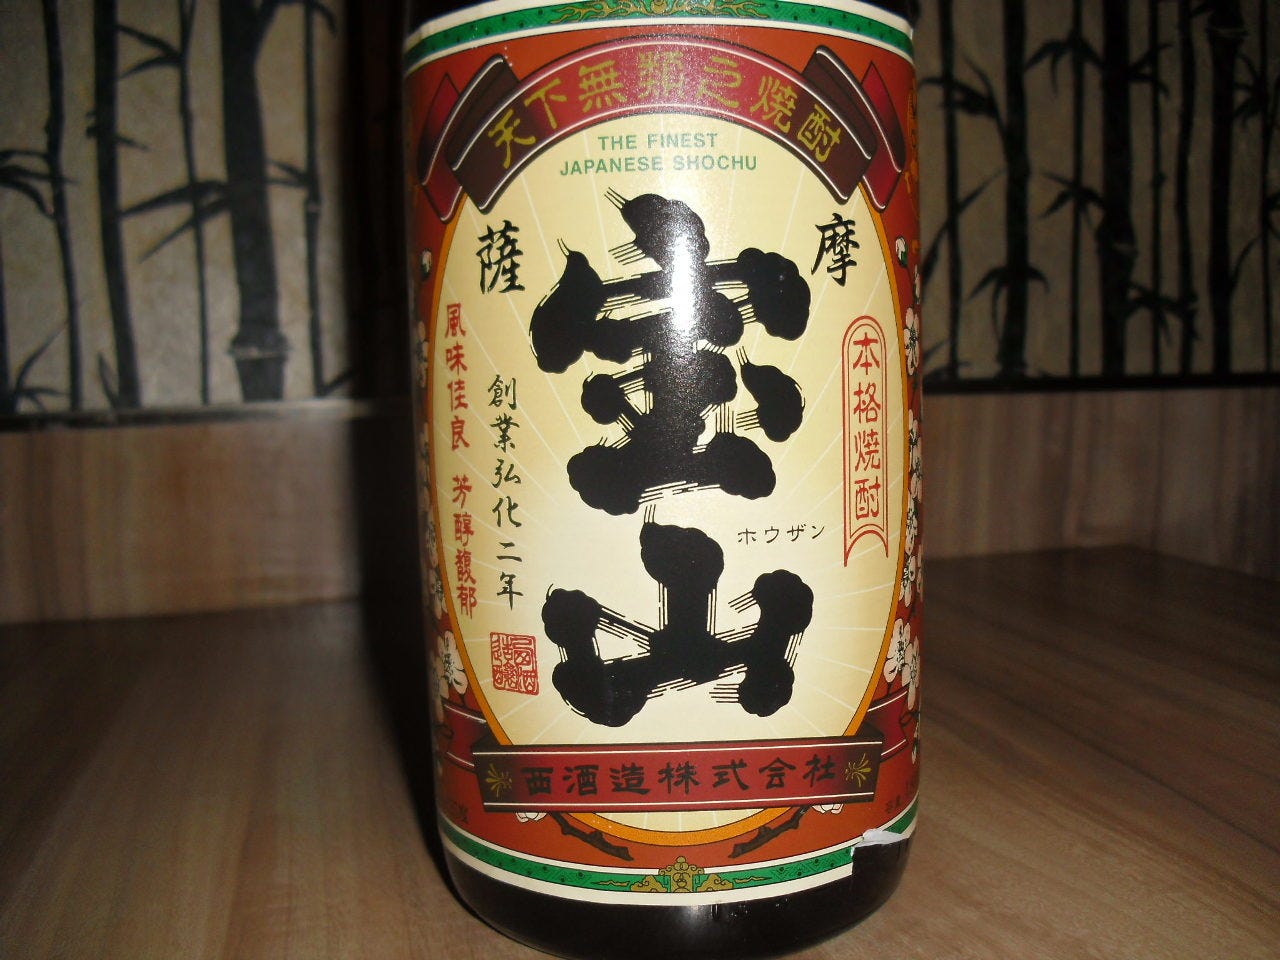 天下無類之焼酎
THE FINEST
JAPANESE SHOCHU
薩摩
宝山
ホウザン
本格焼酎
創業弘化二年
風味佳良 芳醇馥郁
西酒造株式会社